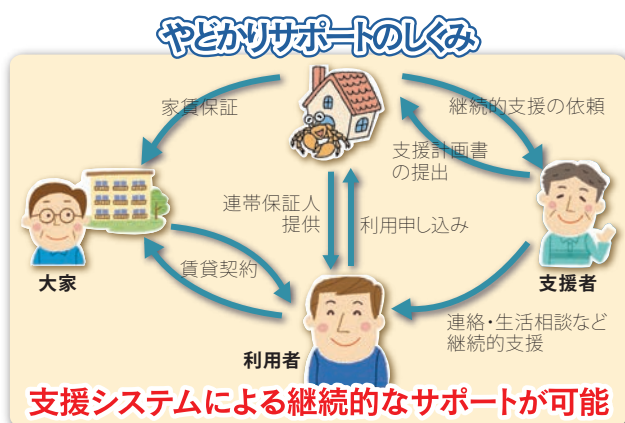 やどかりサポートのしくみ
家賃保証
継続的支援の依頼
支援計画書
の提出
連帯保証人
提供
利用申し込み
大家
賃貸契約
支援者
連絡・生活相談など
継続的支援
利用者
支援システムによる継続的なサポートが可能